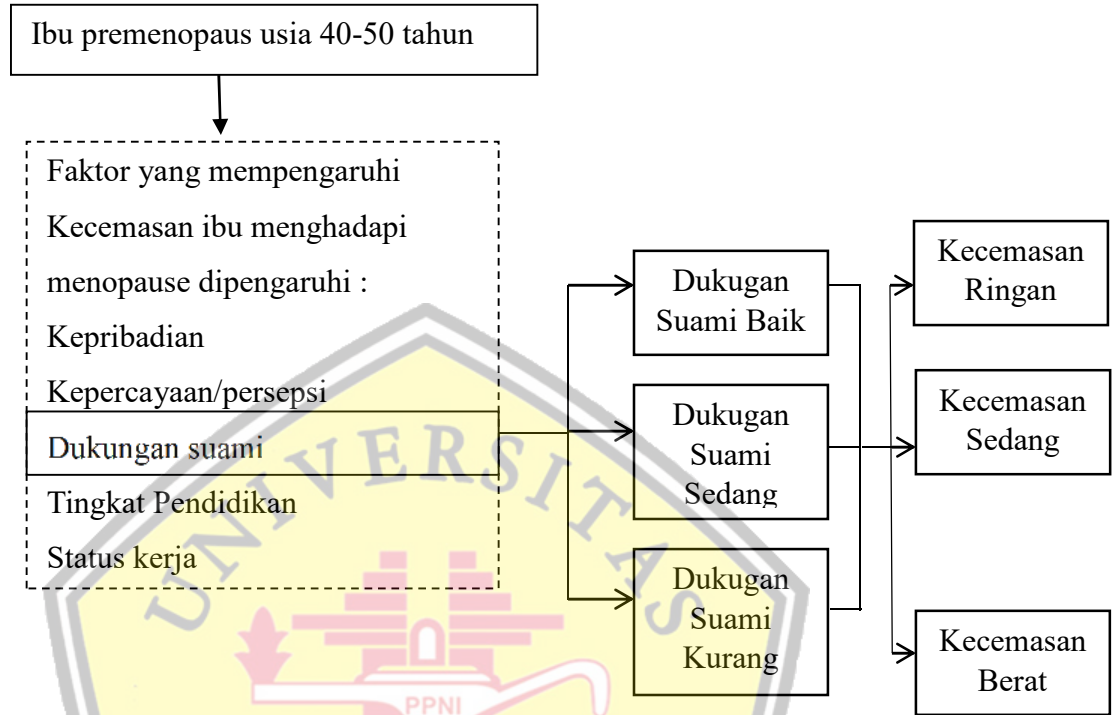 Ibu premenopaus usia 40-50 tahun
Faktor yang mempengaruhi
Kecemasan ibu menghadapi
menopause dipengaruhi :
Kepribadian
Kepercayaan/persepsi
Dukungan suami
Tingkat Pendidikan
Status kerja
Dukugan
Suami Baik
Dukugan
Suami
Sedang
Dukugan
Suami
Kurang
Kecemasan
Ringan
Kecemasan
Sedang
Kecemasan
Berat
UNIVERSITAS
PPNI